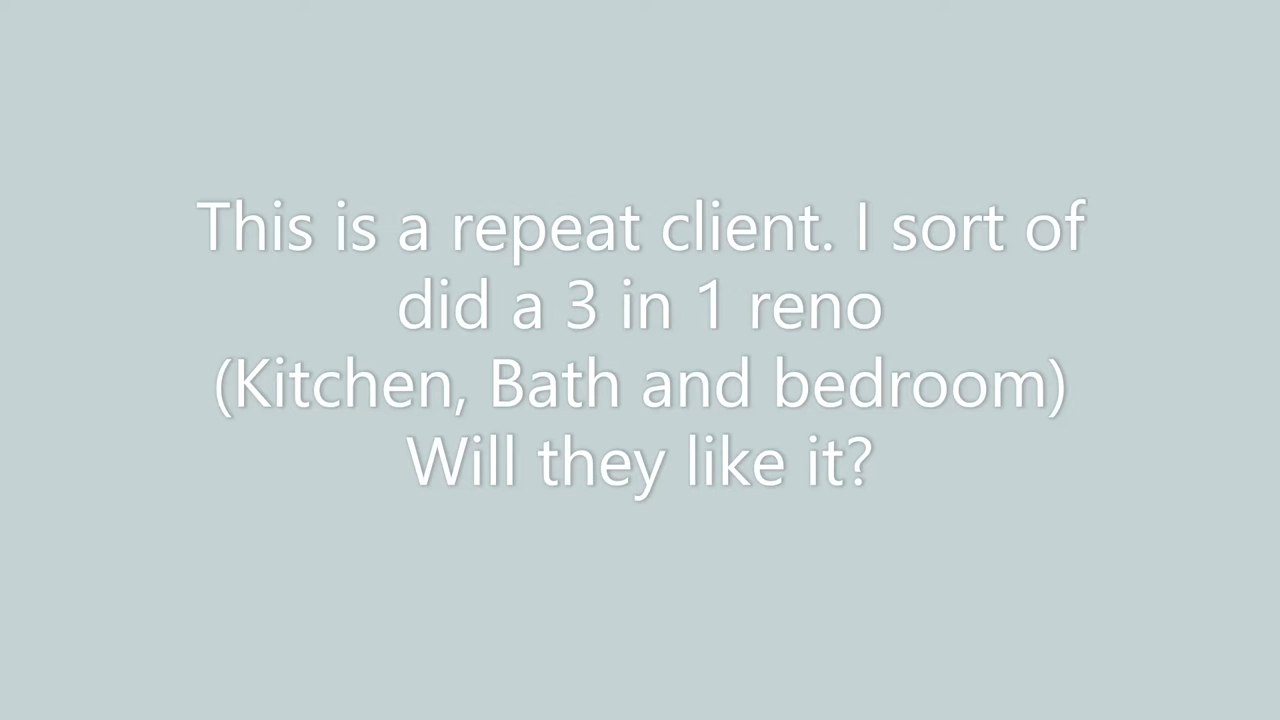 This is a repeat client. I sort of
did a 3 in 1 reno
(Kitchen, Bath and bedroom)
Will they like it?